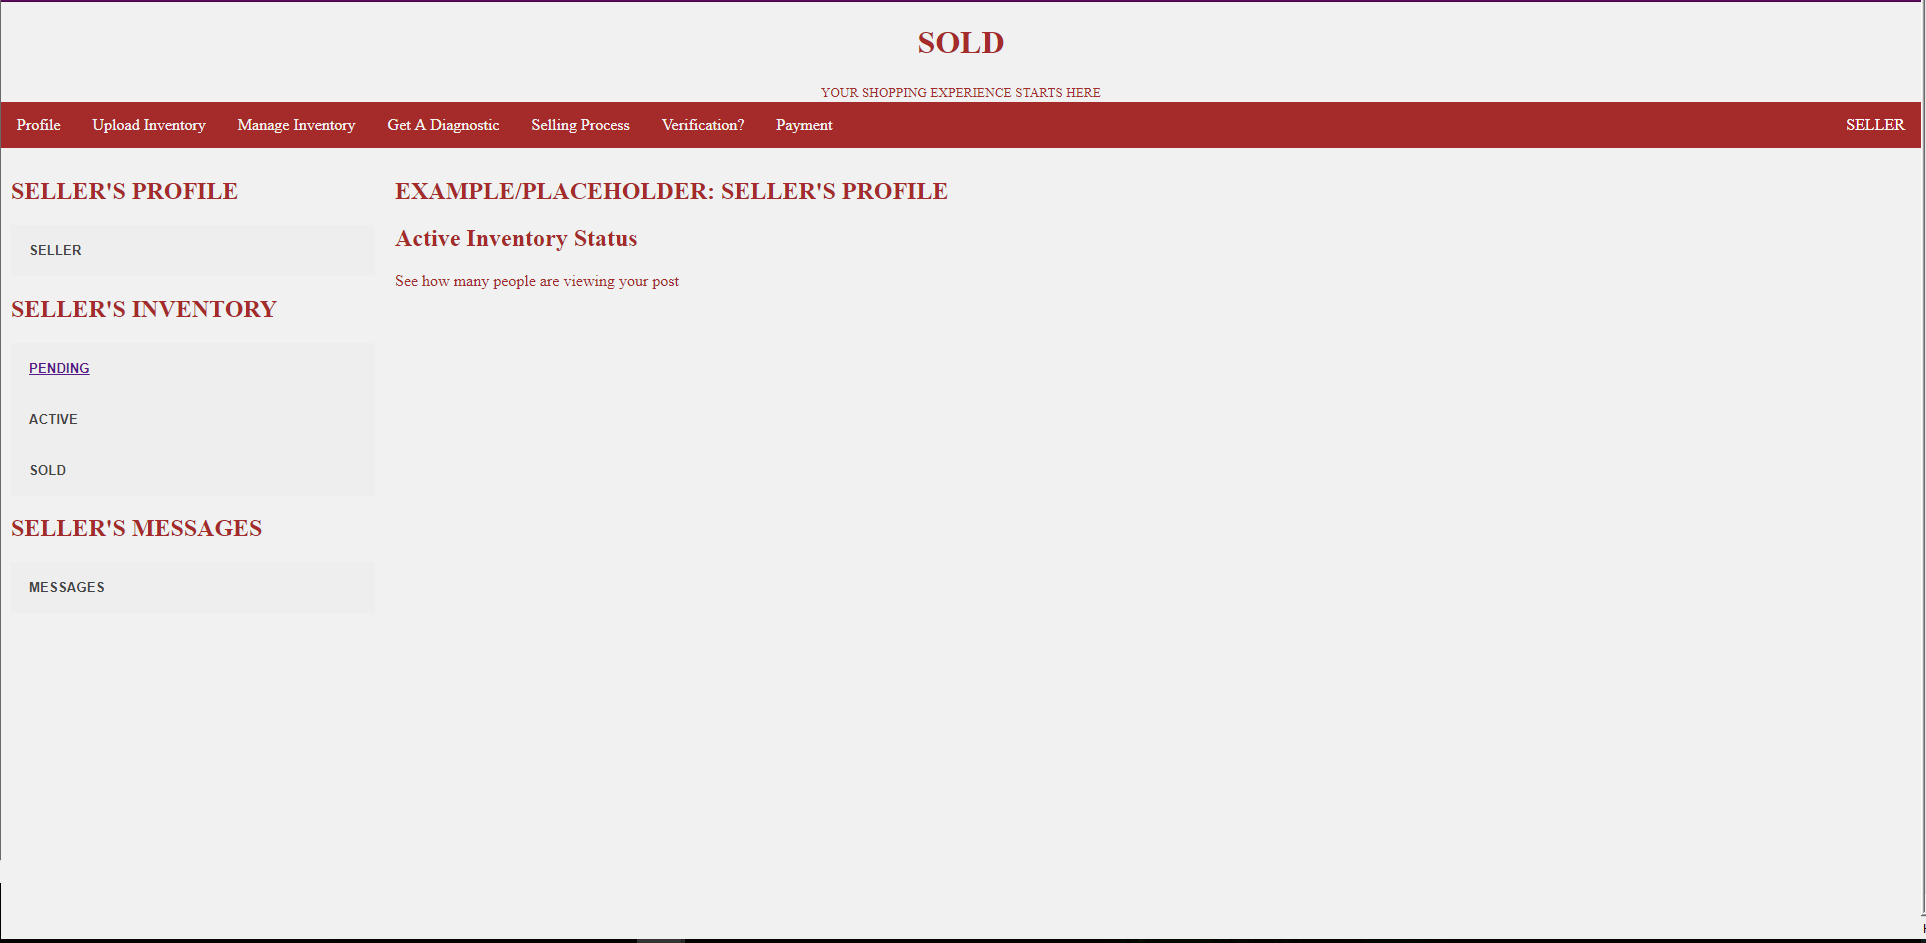 SOLD
YOUR SHOPPING EXPERIENCE STARTS HERE
Profile Upload Inventory Manage Inventory Get A Diagnostic Selling Process Verification? Payment SELLER
SELLER'S PROFILE
SELLER
SELLER'S INVENTORY
PENDING
ACTIVE
SOLD
SELLER'S MESSAGES
MESSAGES
EXAMPLE/PLACEHOLDER: SELLER'S PROFILE
Active Inventory Status
See how many people are viewing your post